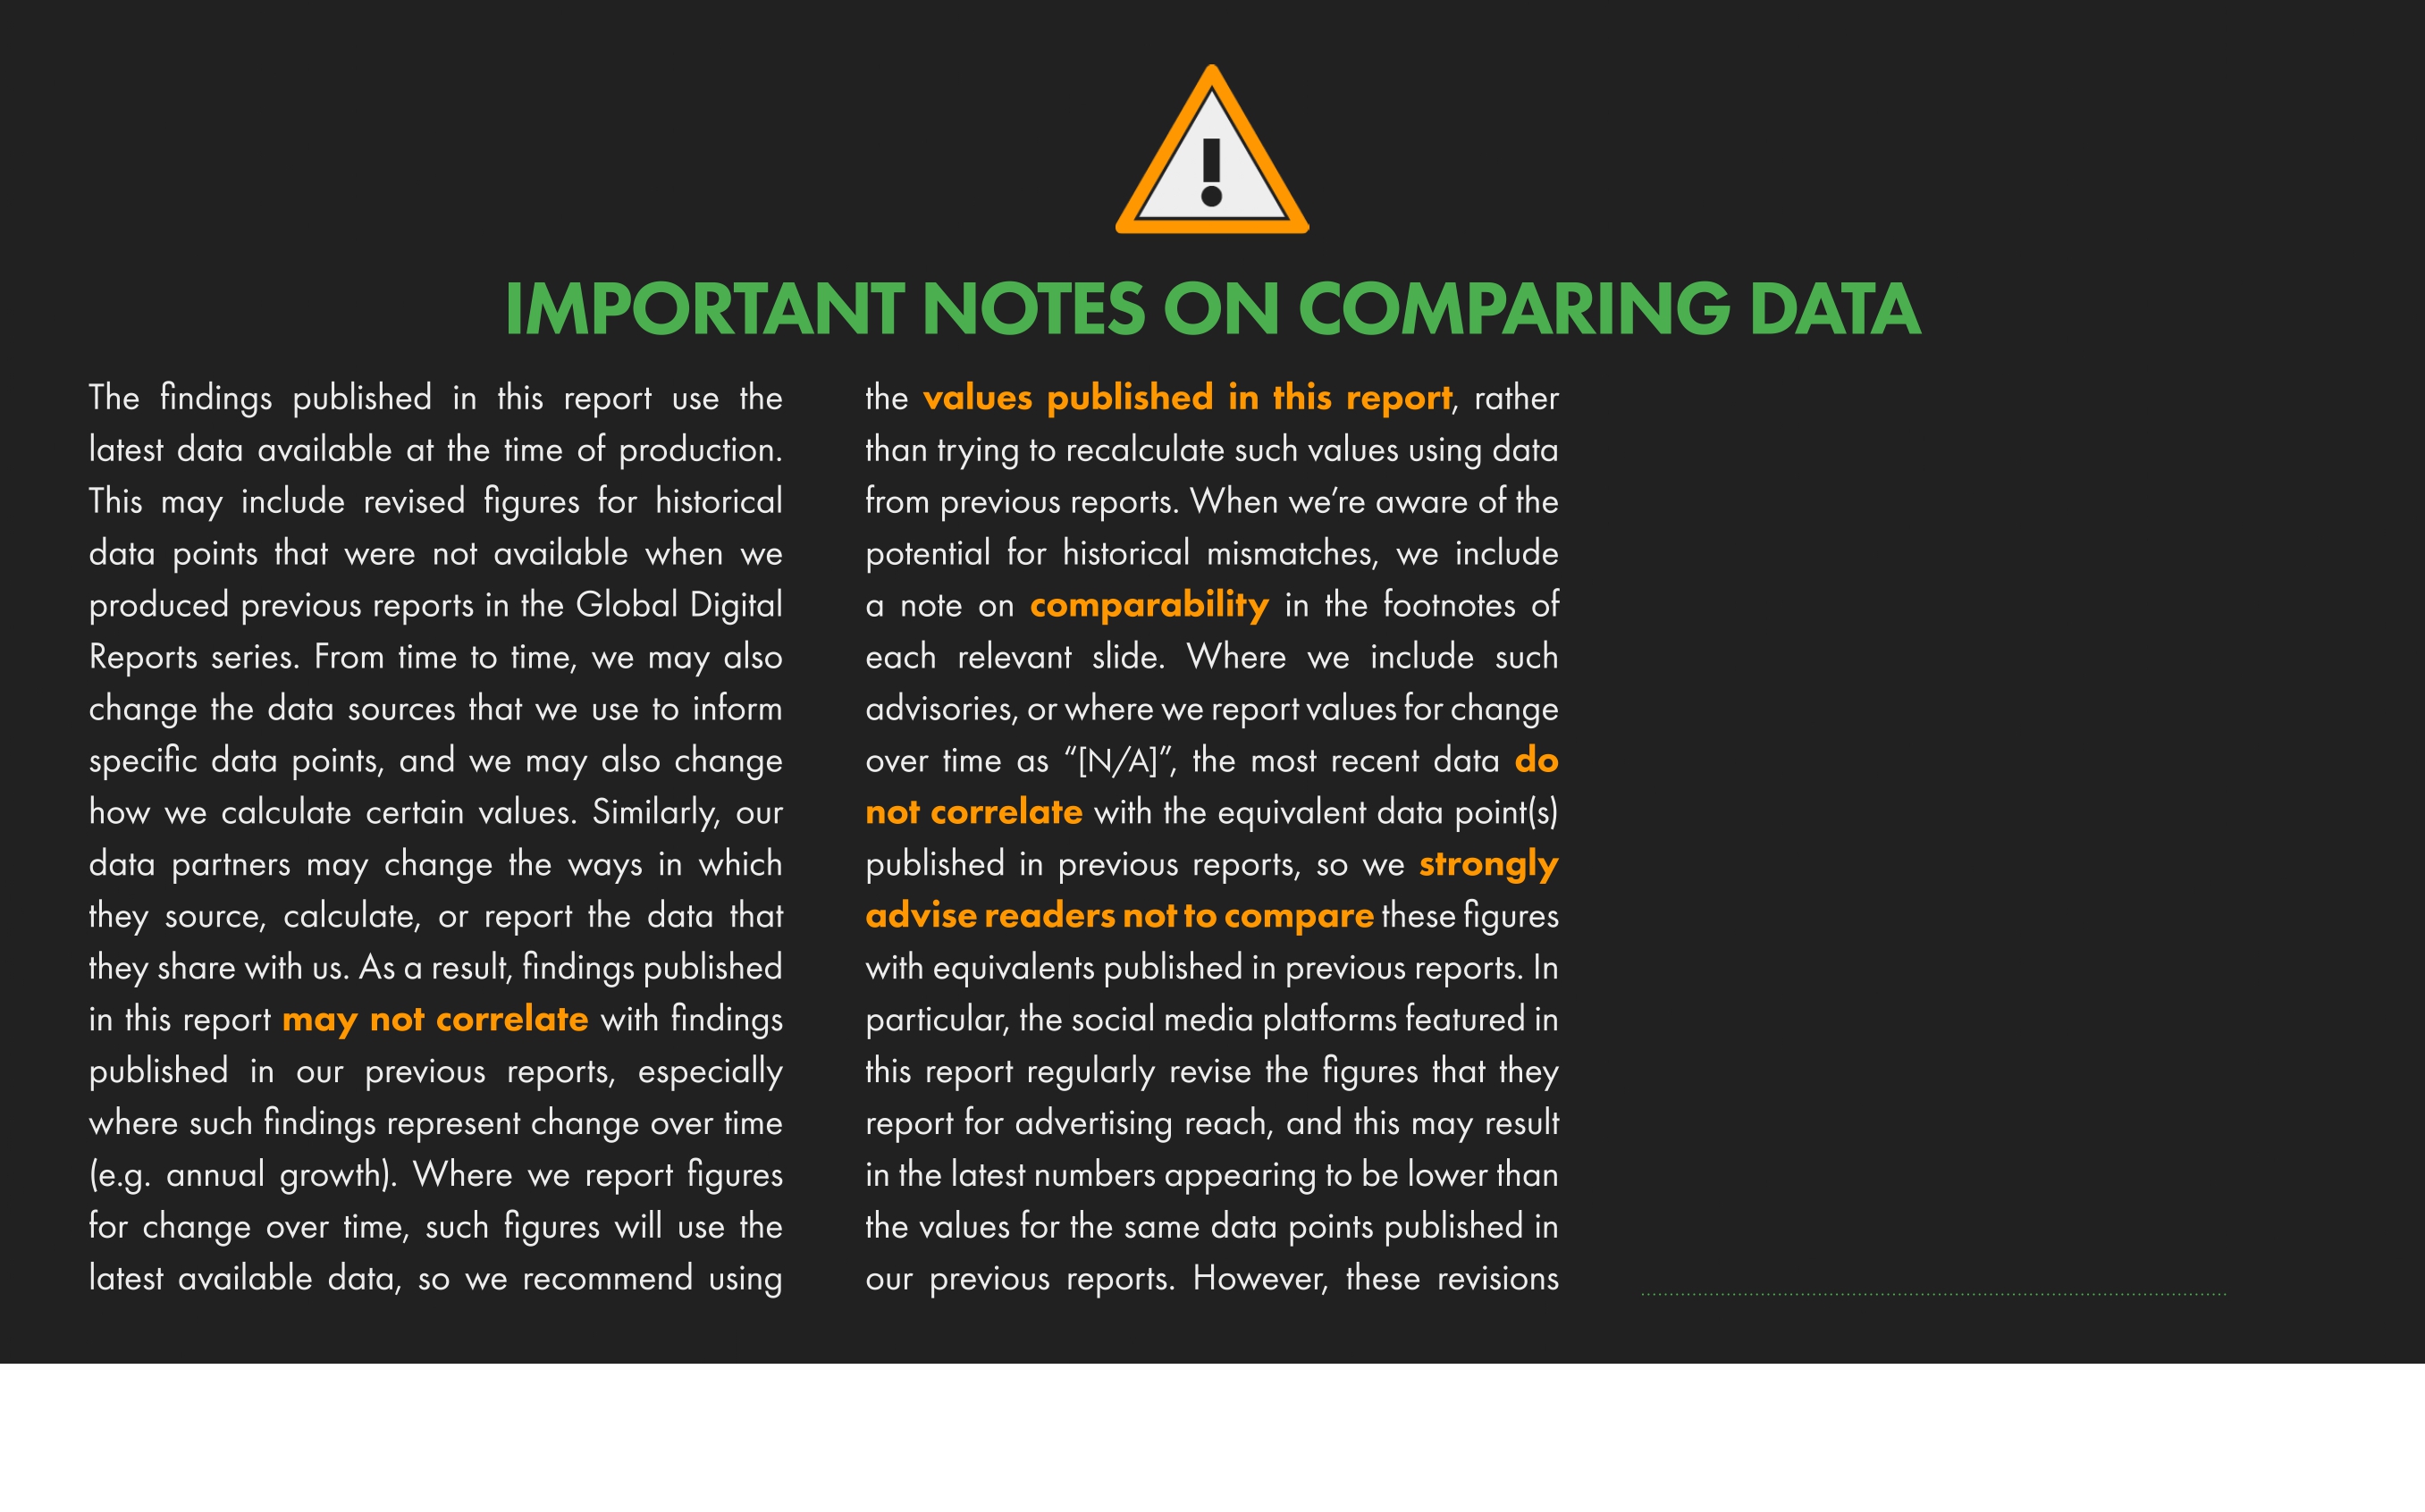 IMPORTANT NOTES ON COMPARING DATA
The findings published in this report use the
latest data available at the time of production.
This may include revised figures for historical
data points that were not available when we
produced previous reports in the Global Digital
Reports series. From time to time, we may also
change the data sources that we use to inform
specific data points, and we may also change
how we calculate certain values. Similarly, our
data partners may change the ways in which
they source, calculate, or report the data that
they share with us. As a result, findings published
in this report may not correlate with findings
published in our previous reports, especially
where such findings represent change over time
(e.g. annual growth). Where we report figures
for change over time, such figures will use the
latest available data, so we recommend using
the values published in this report, rather
than trying to recalculate such values using data
from previous reports. When we’re aware of the
potential for historical mismatches, we include
a note on comparability in the footnotes of
each relevant slide. Where we include such
advisories, or where we report values for change
over time as “[N/A]”, the most recent data do
not correlate with the equivalent data point(s)
published in previous reports, so we strongly
advise readers not to compare these figures
with equivalents published in previous reports. In
particular, the social media platforms featured in
this report regularly revise the figures that they
report for advertising reach, and this may result
in the latest numbers appearing to be lower than
the values for the same data points published in
our previous reports. However, these revisions